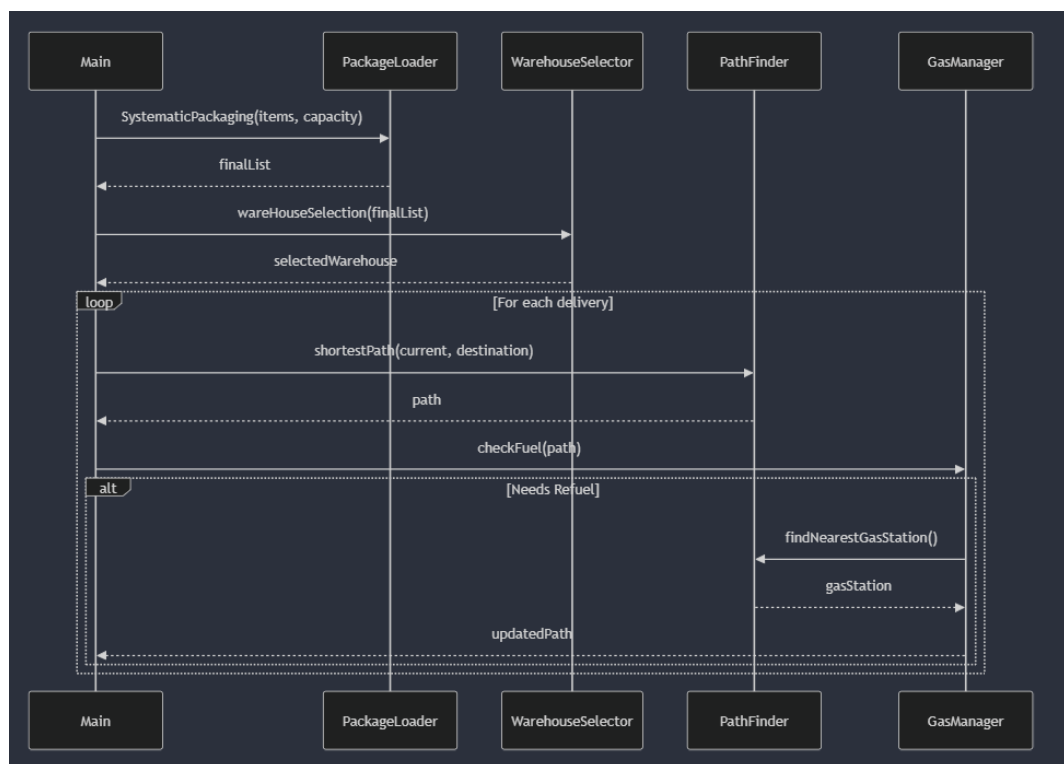 Main
PackageLoader
WarehouseSelector
PathFinder
GasManager
SystematicPackaging(items, capacity)
finalList
wareHouseSelection(finalList)
selectedWarehouse
loop
[For each delivery]
shortestPath(current, destination)
path
checkFuel(path)
alt
[Needs Refuel]
findNearestGasStation()
gasStation
updatedPath
Main
PackageLoader
WarehouseSelector
PathFinder
GasManager